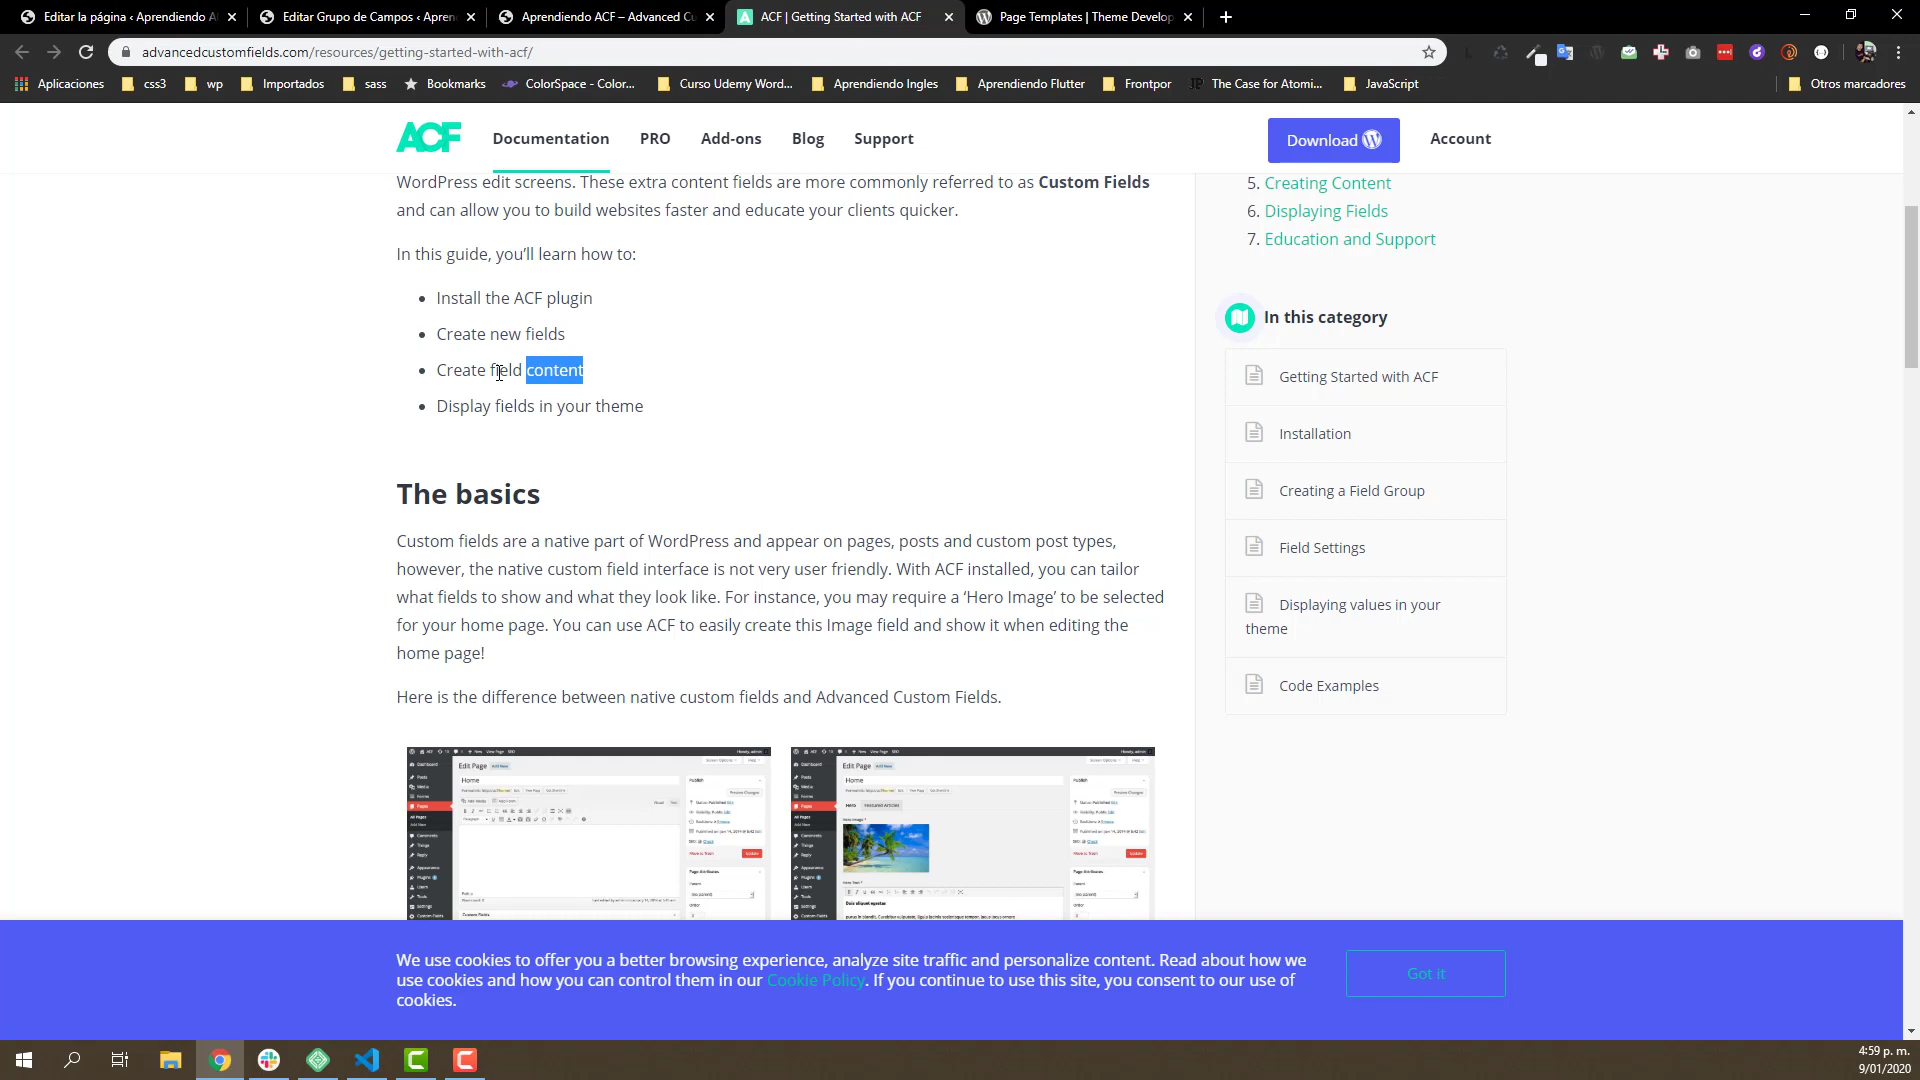 Editar la página ‹ Aprendiendo A
Editar Grupo de Campos ‹ Apren
Aprendiendo ACF – Advanced Cu
ACF | Getting Started with ACF
Page Templates | Theme Develop
advancedcustomfields.com/resources/getting-started-with-acf/
Aplicaciones
css3
wp
Importados
sass
Bookmarks
ColorSpace - Color...
Curso Udemy Word...
Aprendiendo Ingles
Aprendiendo Flutter
Frontpor
The Case for Atomi...
JavaScript
Otros marcadores
ACF
Documentation
PRO
Add-ons
Blog
Support
Download
Account
WordPress edit screens. These extra content fields are more commonly referred to as Custom Fields
and can allow you to build websites faster and educate your clients quicker.
In this guide, you’ll learn how to:
Install the ACF plugin
Create new fields
Create field content
Display fields in your theme
The basics
Custom fields are a native part of WordPress and appear on pages, posts and custom post types,
however, the native custom field interface is not very user friendly. With ACF installed, you can tailor
what fields to show and what they look like. For instance, you may require a ‘Hero Image’ to be selected
for your home page. You can use ACF to easily create this Image field and show it when editing the
home page!
Here is the difference between native custom fields and Advanced Custom Fields.
Edit Page
Home
Edit Page
Home
5. Creating Content
6. Displaying Fields
7. Education and Support
In this category
Getting Started with ACF
Installation
Creating a Field Group
Field Settings
Displaying values in your
theme
Code Examples
We use cookies to offer you a better browsing experience, analyze site traffic and personalize content. Read about how we
use cookies and how you can control them in our Cookie Policy. If you continue to use this site, you consent to our use of
cookies.
Got it
4:59 p. m.
9/01/2020